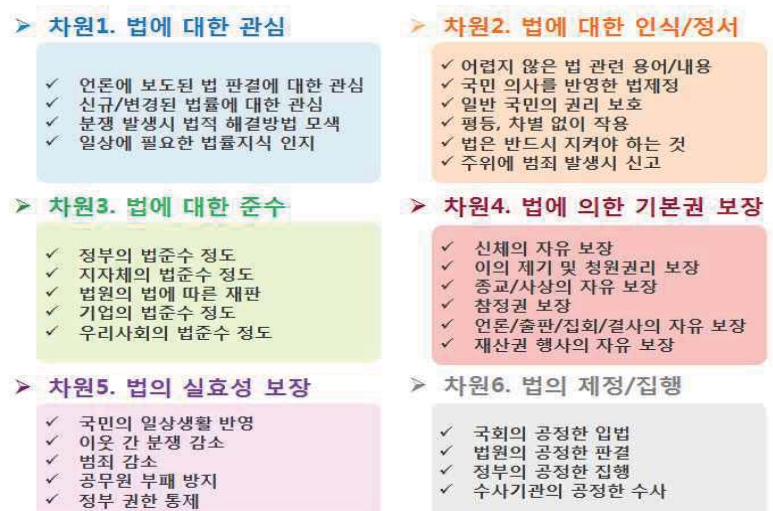 ➢ 차원1. 법에 대한 관심
✓ 언론에 보도된 법 판결에 대한 관심
✓ 신규/변경된 법률에 대한 관심
✓ 분쟁 발생시 법적 해결방법 모색
✓ 일상에 필요한 법률지식 인지
➢ 차원2. 법에 대한 인식/정서
✓ 어렵지 않은 법 관련 용어/내용
✓ 국민 의사를 반영한 법제정
✓ 일반 국민의 권리 보호
✓ 평등, 차별 없이 작용
✓ 법은 반드시 지켜야 하는 것
✓ 주위에 범죄 발생시 신고
➢ 차원3. 법에 대한 준수
✓ 정부의 법준수 정도
✓ 지자체의 법준수 정도
✓ 법원의 법에 따른 재판
✓ 기업의 법준수 정도
✓ 우리사회의 법준수 정도
➢ 차원4. 법에 의한 기본권 보장
✓ 신체의 자유 보장
✓ 이의 제기 및 청원권리 보장
✓ 종교/사상의 자유 보장
✓ 참정권 보장
✓ 언론/출판/집회/결사의 자유 보장
✓ 재산권 행사의 자유 보장
➢ 차원5. 법의 실효성 보장
✓ 국민의 일상생활 반영
✓ 이웃 간 분쟁 감소
✓ 범죄 감소
✓ 공무원 부패 방지
✓ 정부 권한 통제
➢ 차원6. 법의 제정/집행
✓ 국회의 공정한 입법
✓ 법원의 공정한 판결
✓ 정부의 공정한 집행
✓ 수사기관의 공정한 수사